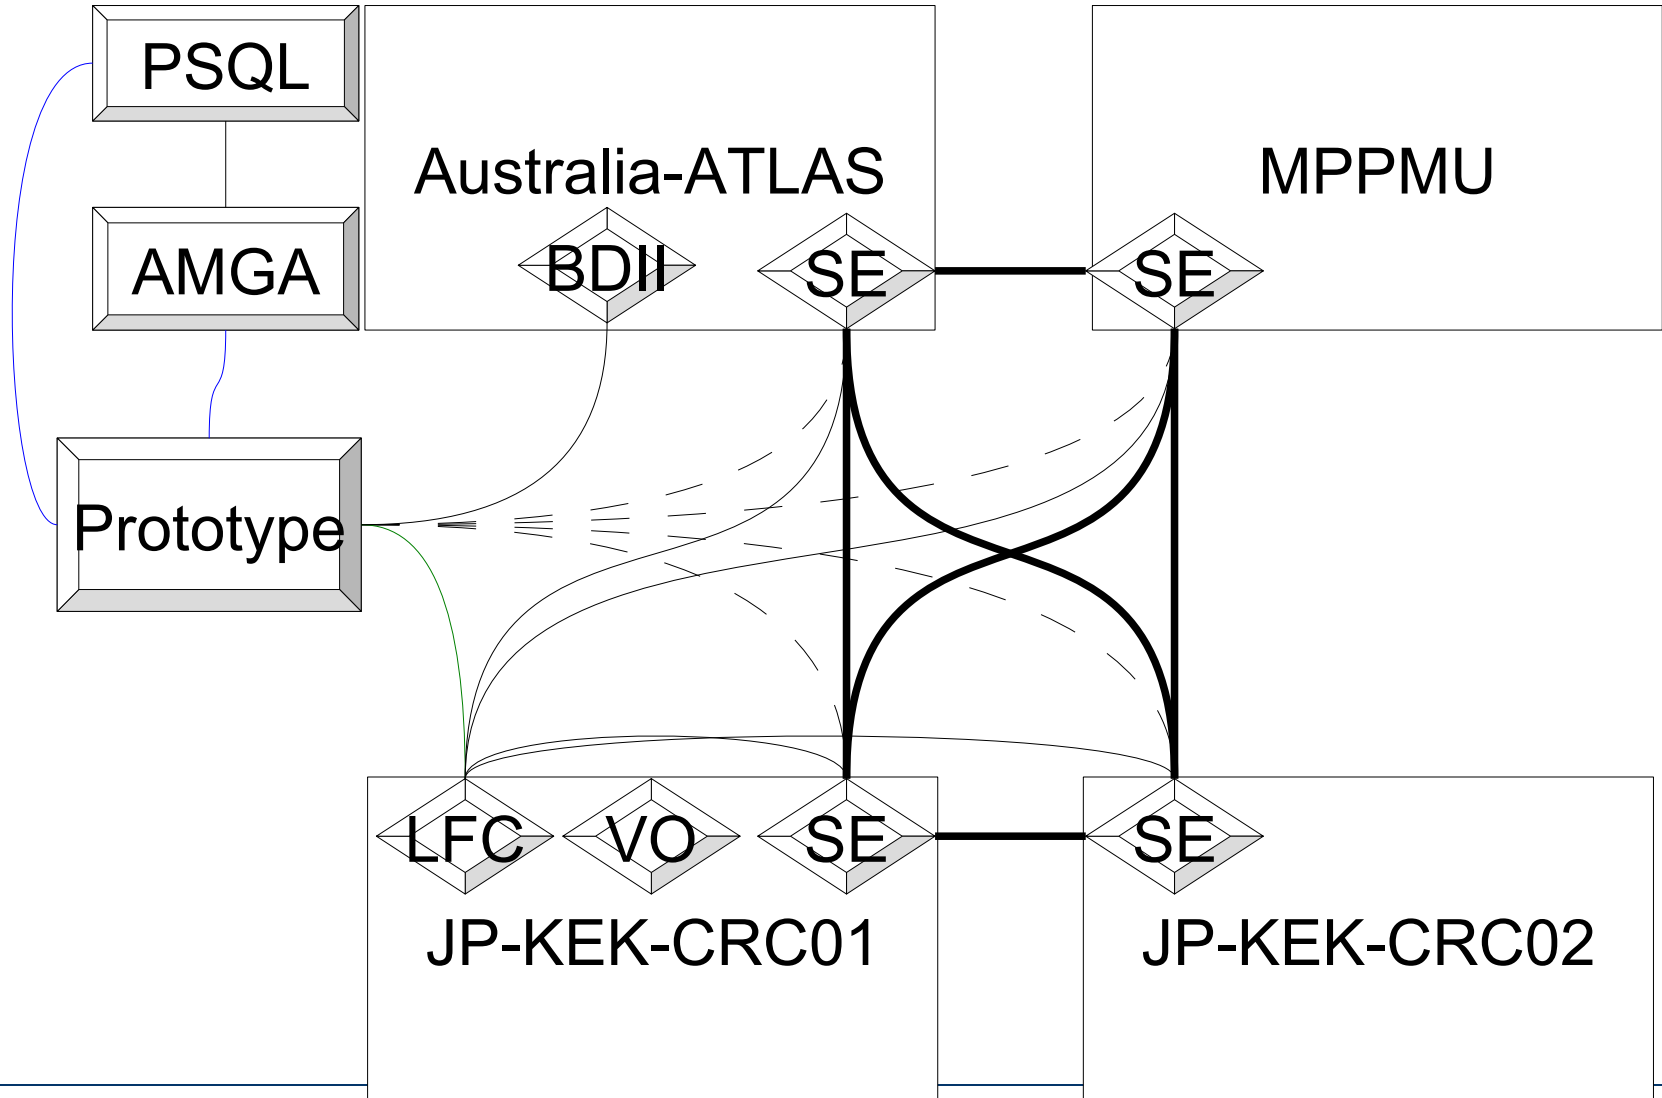 PSQL
Australia-ATLAS
MPPMU
AMGA
BDII
SE
SE
Prototype
LFC
VO
SE
SE
JP-KEK-CRC01
JP-KEK-CRC02